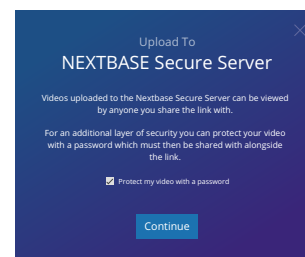 Upload To
NEXTBASE Secure Server
Videos uploaded to the Nextbase Secure Server can be viewed
by anyone you share the link with.
For an additional layer of security you can protect your video
with a password which must then be shared with alongside
the link.
Protect my video with a password
Continue